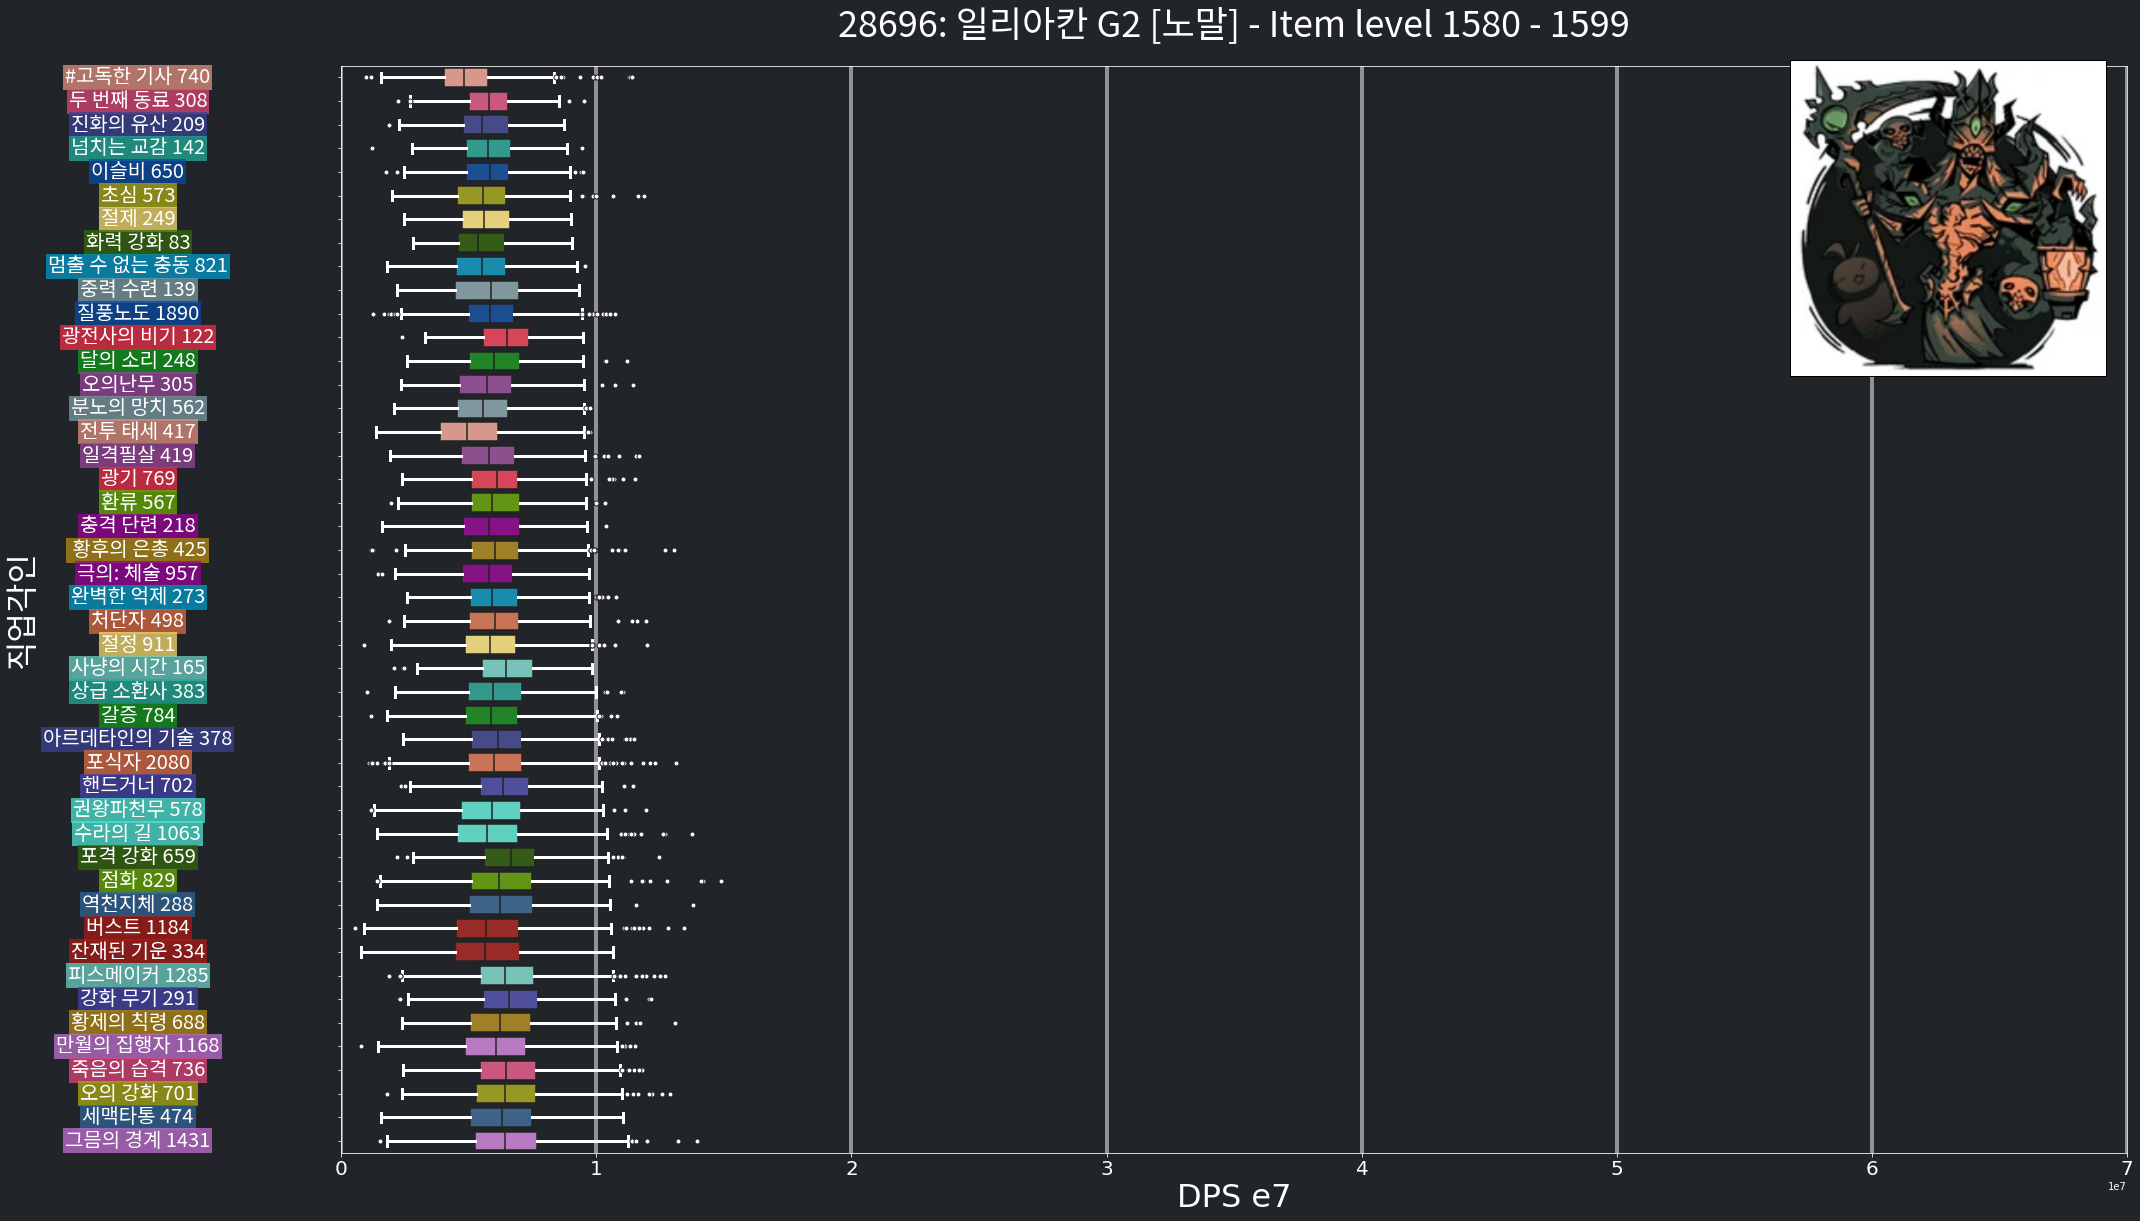 28696: 일리아칸 G2 [노말] - Item level 1580 - 1599
#고독한 기사 740
두 번째 동료 308
진화의 유산 209
넘치는 교감 142
이슬비 650
초심 573
절제 249
화력 강화 83
멈출 수 없는 충동 821
중력 수련 139
질풍노도 1890
광전사의 비기 122
달의 소리 248
오의난무 305
분노의 망치 562
전투 태세 417
일격필살 419
광기 769
환류 567
충격 단련 218
황후의 은총 425
극의: 체술 957
완벽한 억제 273
처단자 498
절정 911
사냥의 시간 165
상급 소환사 383
갈증 784
아르데타인의 기술 378
포식자 2080
핸드거너 702
권왕파천무 578
수라의 길 1063
포격 강화 659
점화 829
역천지체 288
버스트 1184
잔재된 기운 334
피스메이커 1285
강화 무기 291
황제의 칙령 688
만월의 집행자 1168
죽음의 습격 736
오의 강화 701
세맥타통 474
그믐의 경계 1431
직업각인
0 1 2 3 4 5 6 7
DPS e7
1e7